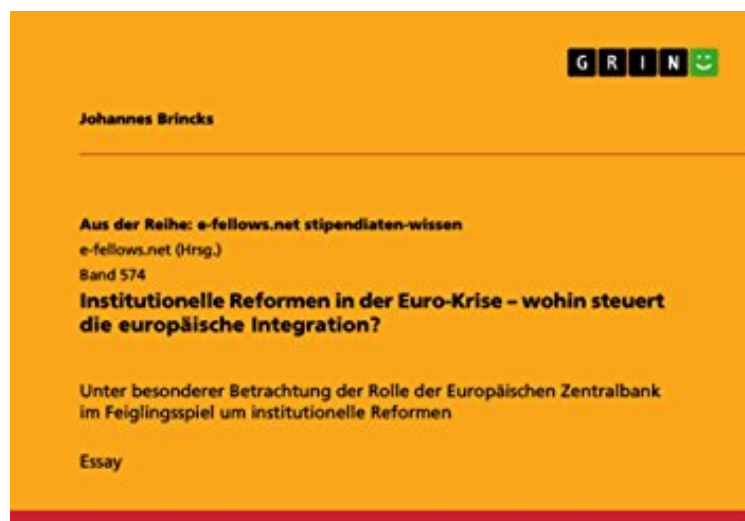 GRIN
Johannes Brincks
Aus der Reihe: e-fellows.net stipendiaten-wissen
e-fellows.net (Hrsg.)
Band 574
Institutionelle Reformen in der Euro-Krise – wohin steuert
die europäische Integration?
Unter besonderer Betrachtung der Rolle der Europäischen Zentralbank
im Feiglingsspiel um institutionelle Reformen
Essay